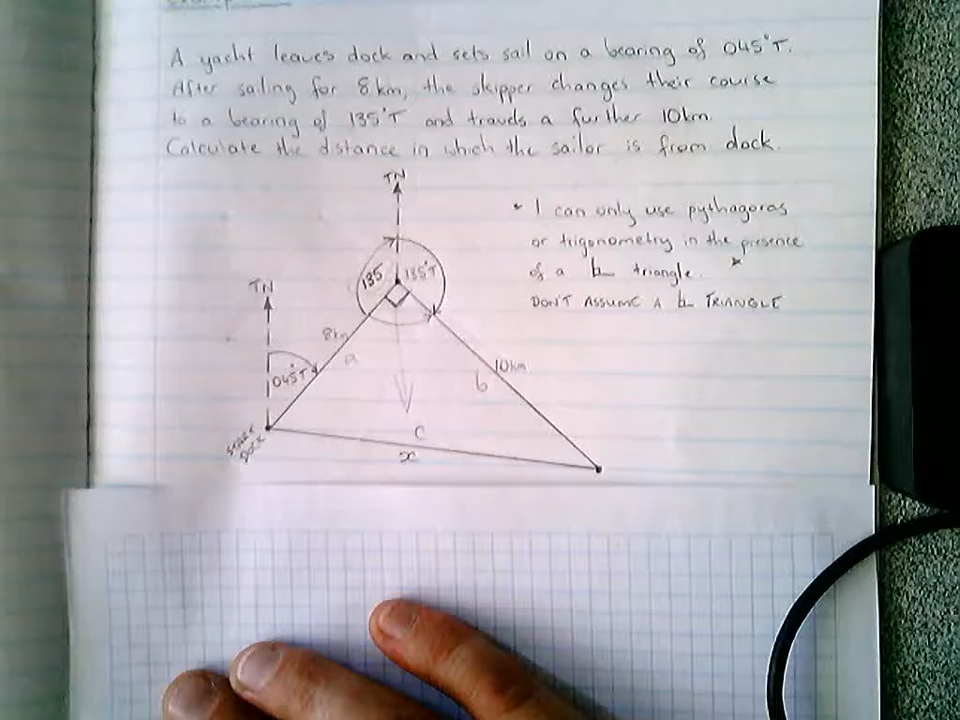 A yacht leaves dock and sets sail on a bearing of 045°T.
After sailing for 8km, the skipper changes their course
to a bearing of 135°T and travels a further 10km.
Calculate the distance in which the sailor is from dock.
TN
* I can only use pythagoras
or trigonometry in the presence
of a triangle. *
DON'T ASSUME A TRIANGLE
135
135°T
TN
8km
a
045°T
10km
b
START
DOCK
c
x